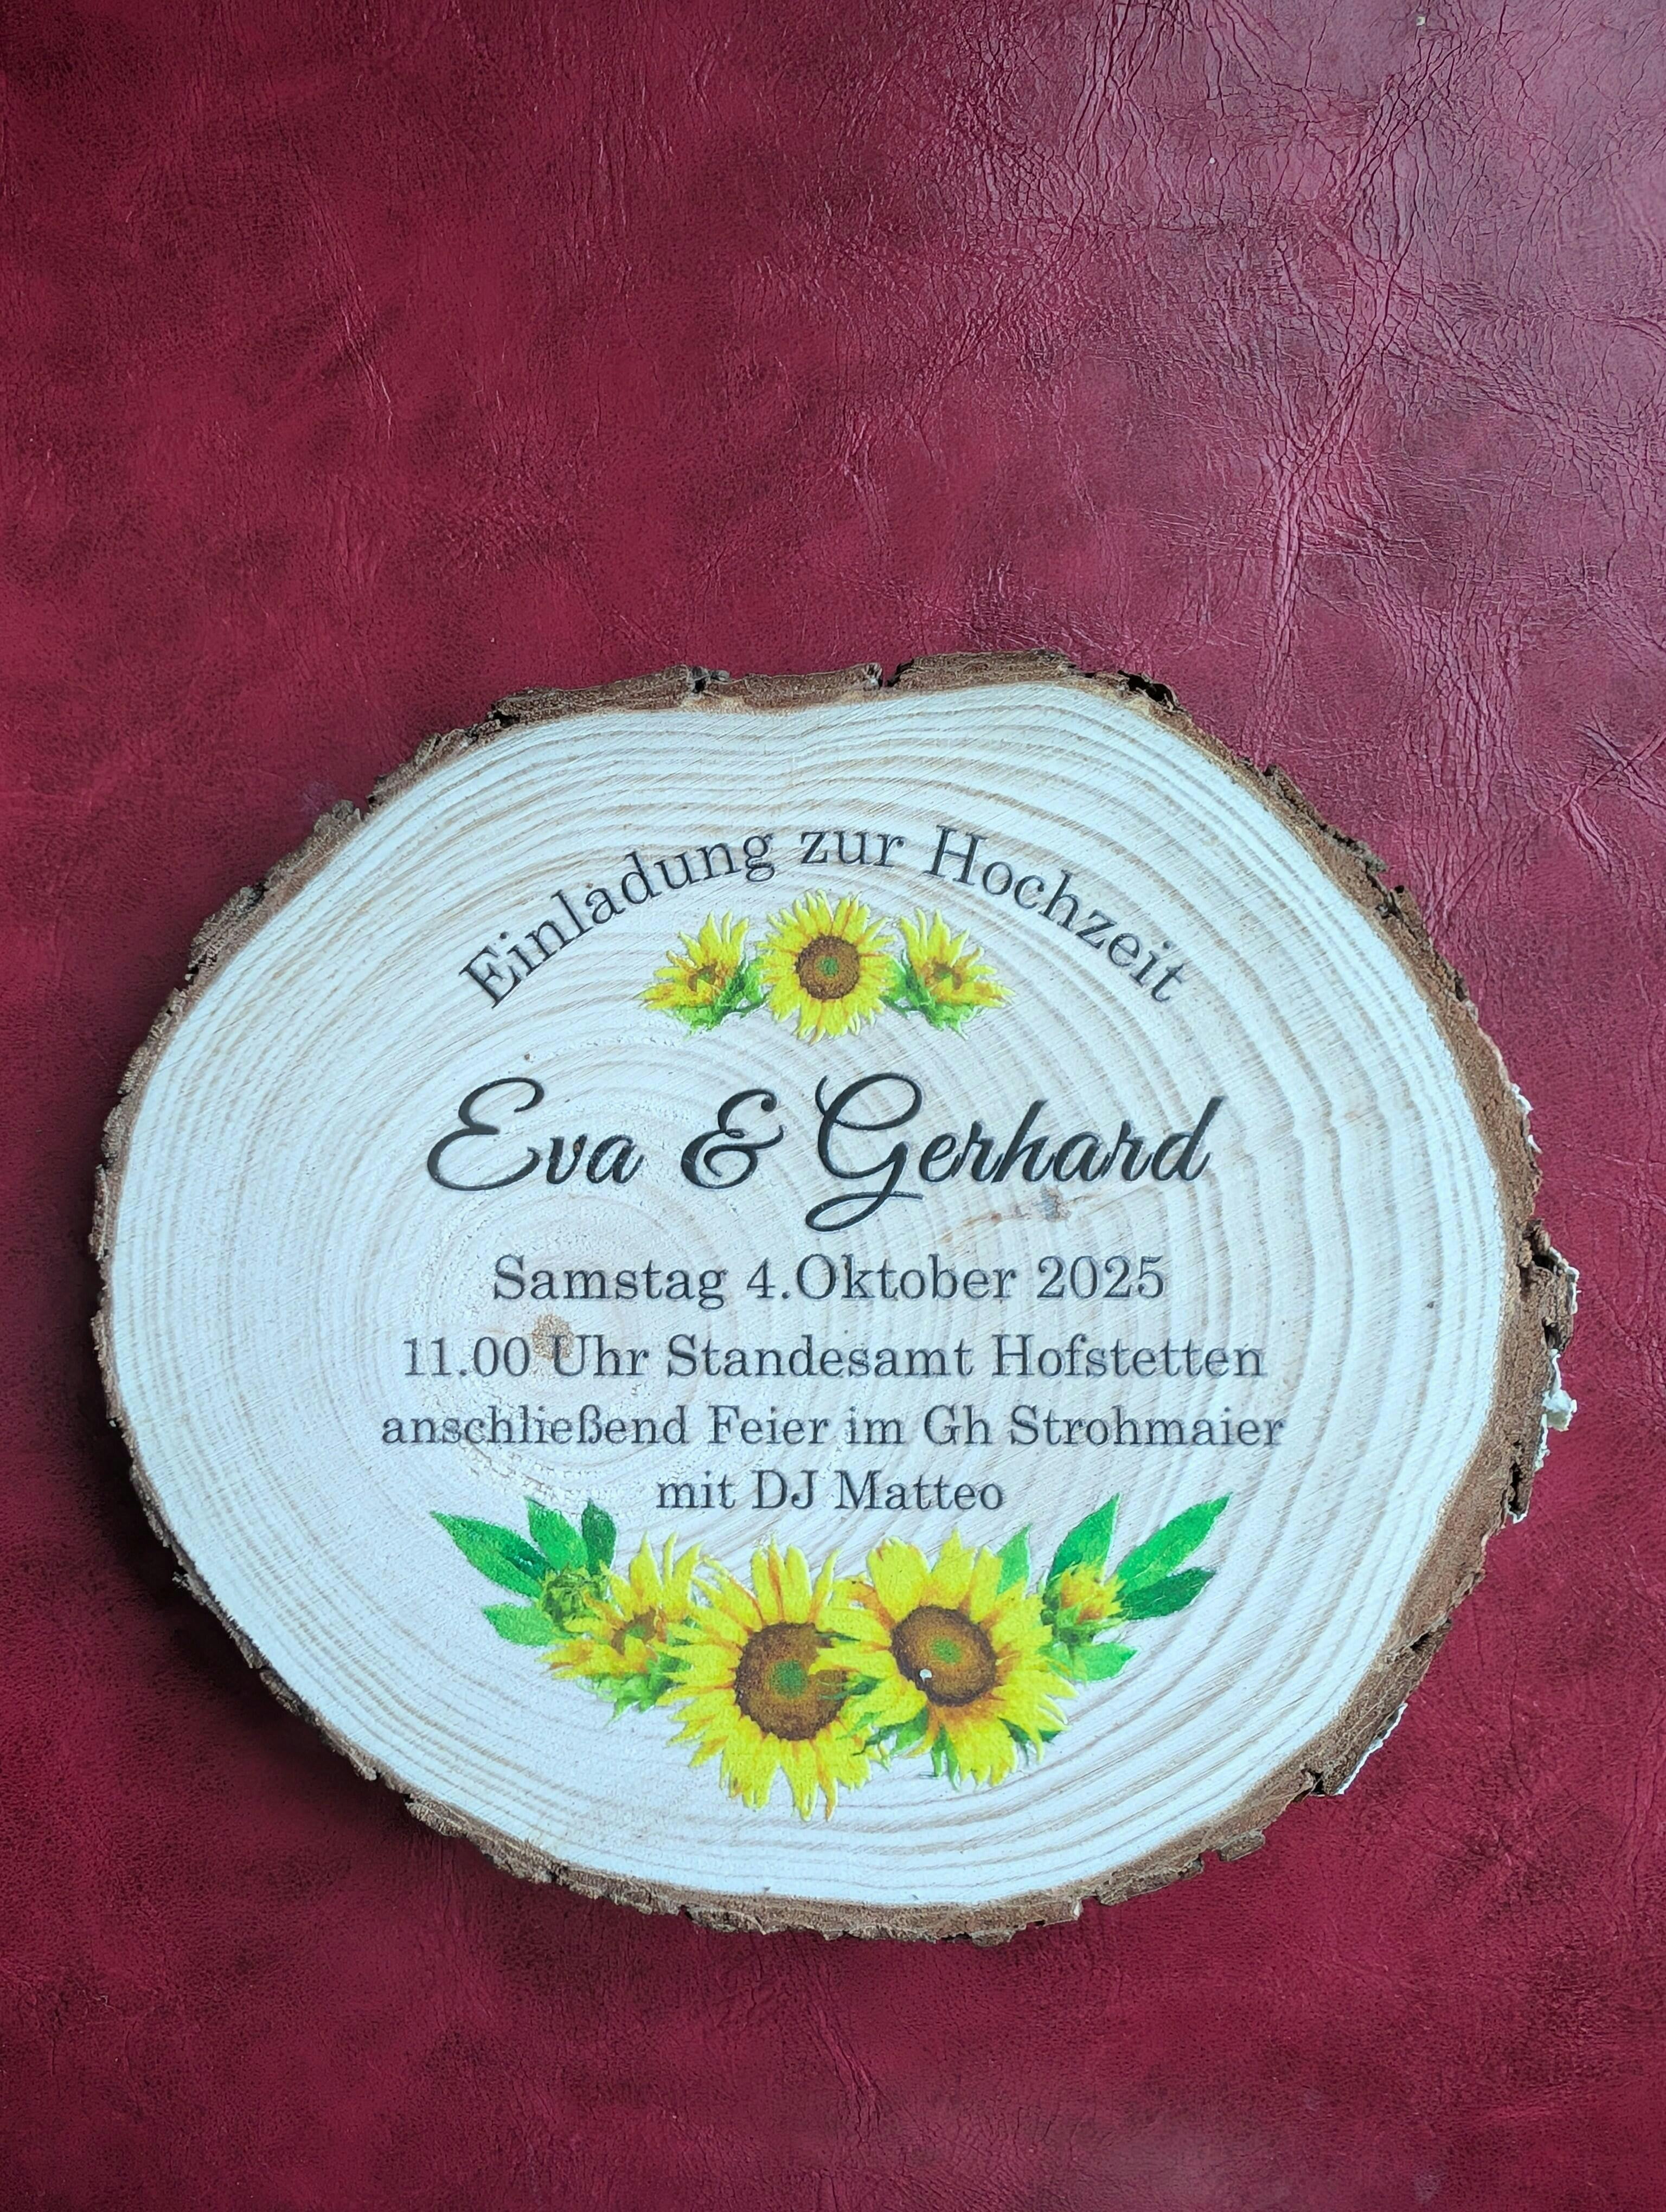 Einladung zur Hochzeit
Eva & Gerhard
Samstag 4.Oktober 2025
11.00 Uhr Standesamt Hofstetten
anschließend Feier im Gh Strohmaier
mit DJ Matteo